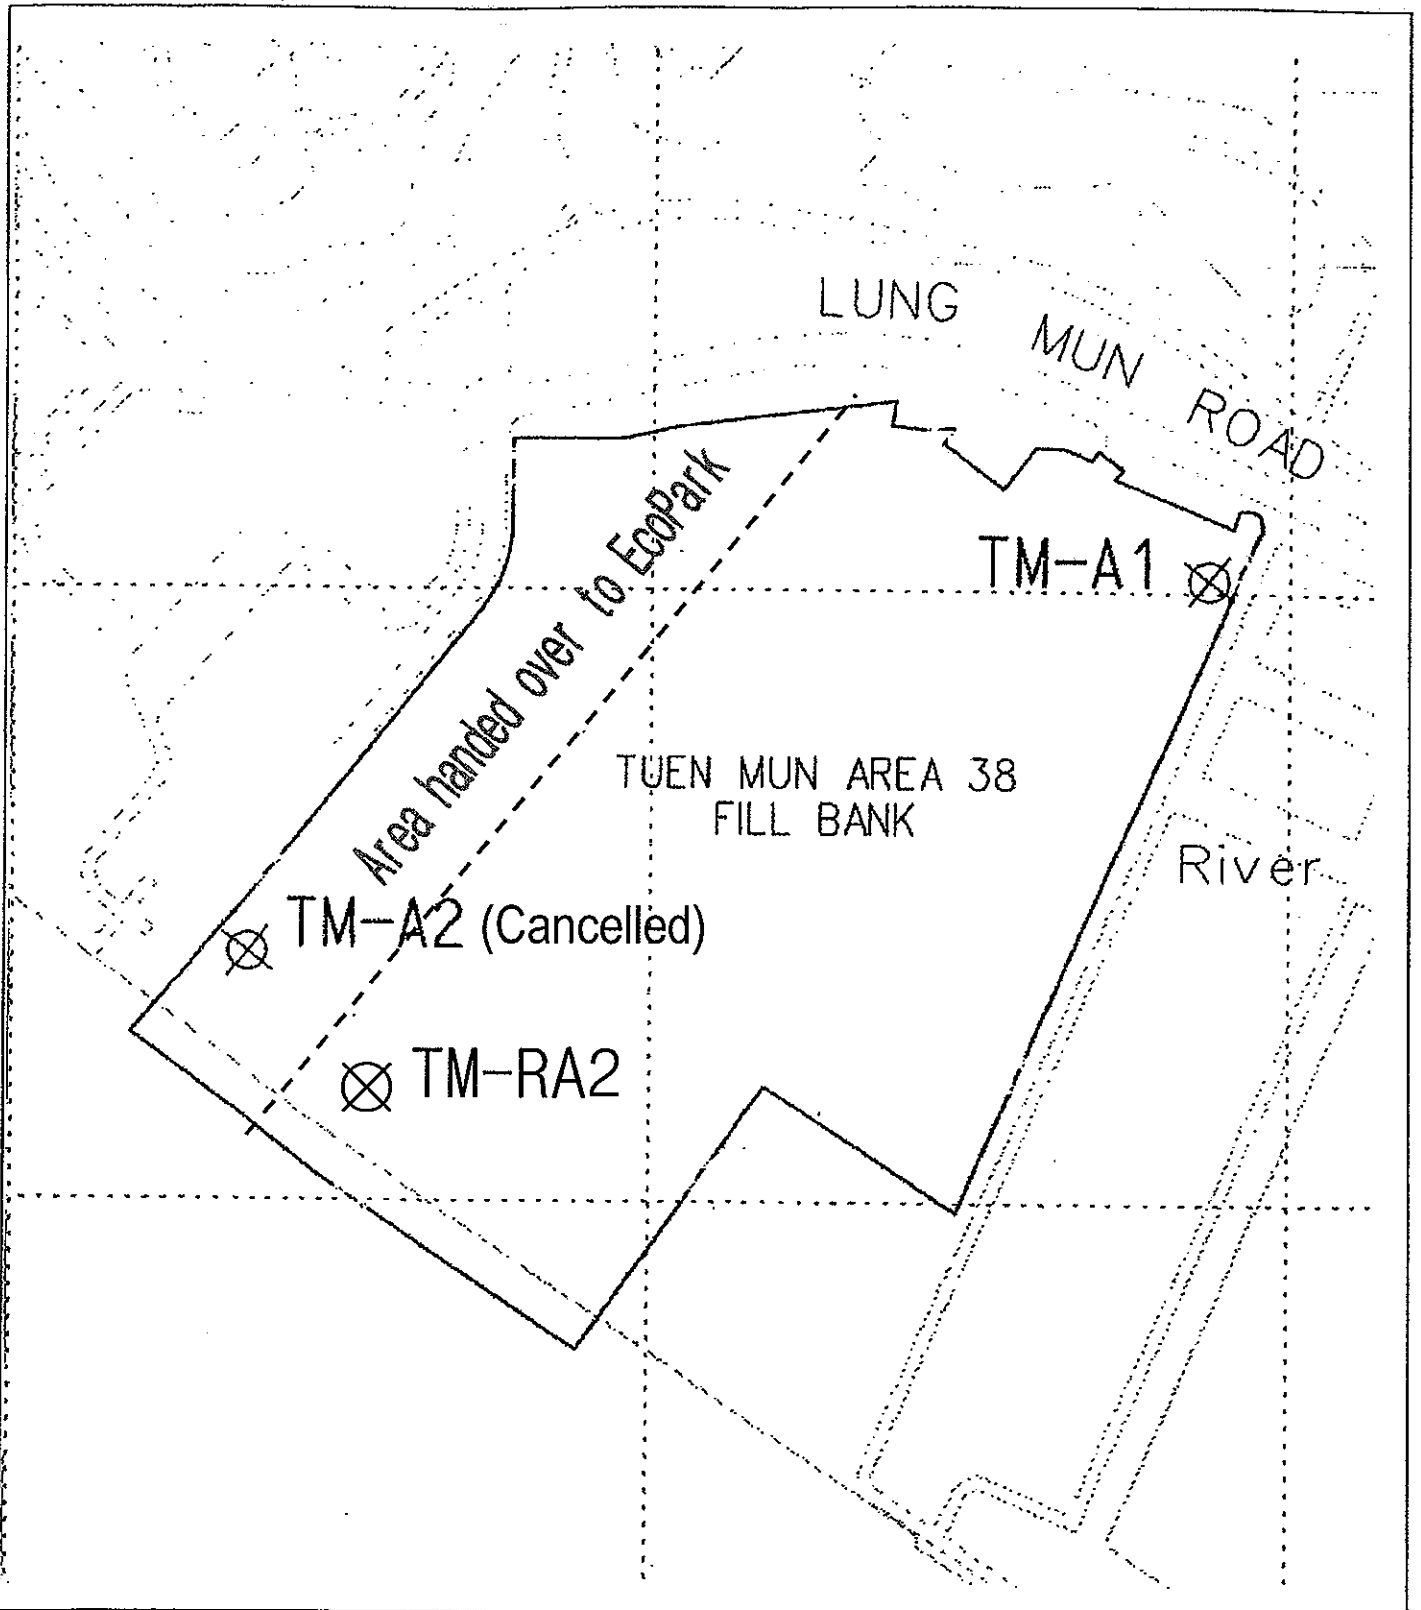 LUNG MUN ROAD
TM-A1
Area handed over to EcoPark
TUEN MUN AREA 38
FILL BANK
River
TM-A2 (Cancelled)
TM-RA2